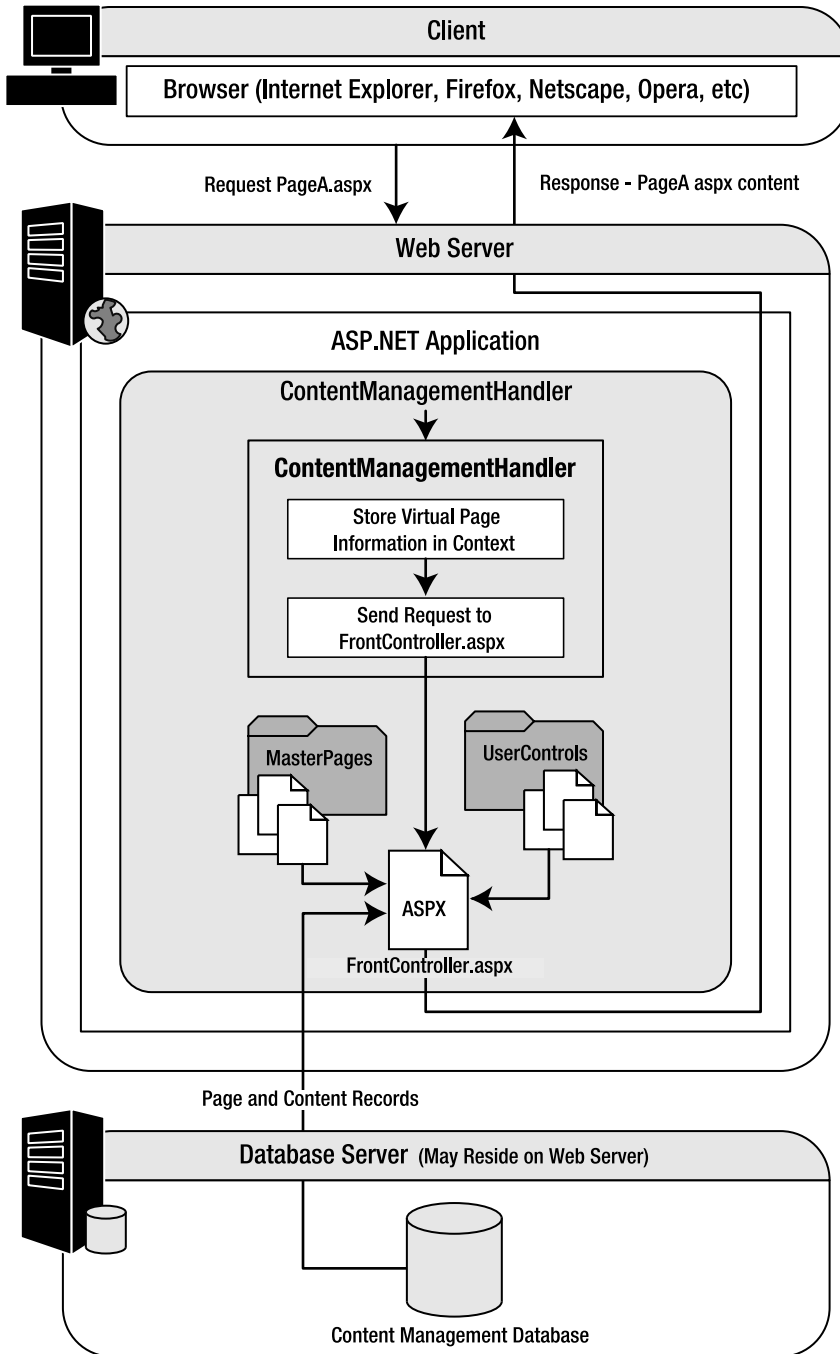 Client
Browser (Internet Explorer, Firefox, Netscape, Opera, etc)
Request PageA.aspx
Response - PageA aspx content
Web Server
ASP.NET Application
ContentManagementHandler
ContentManagementHandler
Store Virtual Page
Information in Context
Send Request to
FrontController.aspx
MasterPages
UserControls
ASPX
FrontController.aspx
Page and Content Records
Database Server (May Reside on Web Server)
Content Management Database